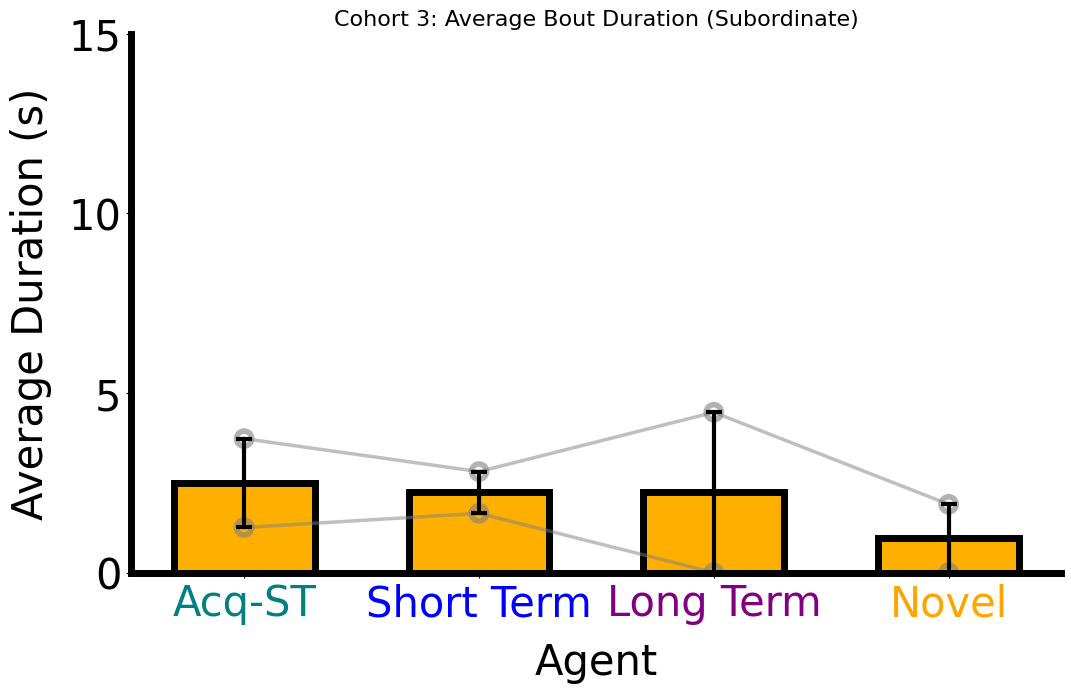 Cohort 3: Average Bout Duration (Subordinate)
Average Duration (s)
15
10
5
0
Acq-ST Short Term Long Term Novel
Agent